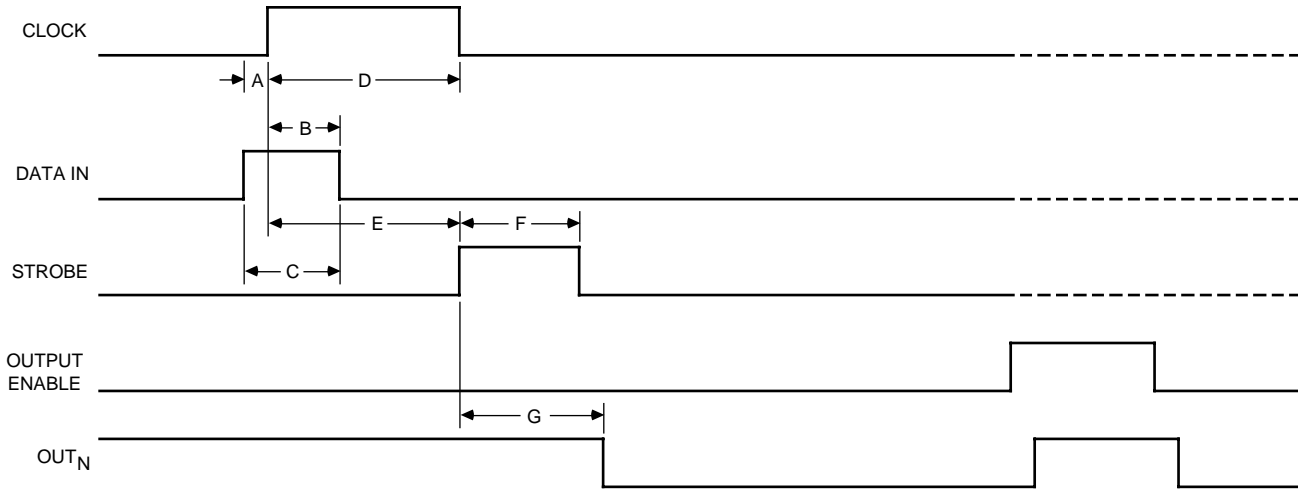 CLOCK
A D
B
DATA IN
E F
C
STROBE
OUTPUT
ENABLE
G
OUTN